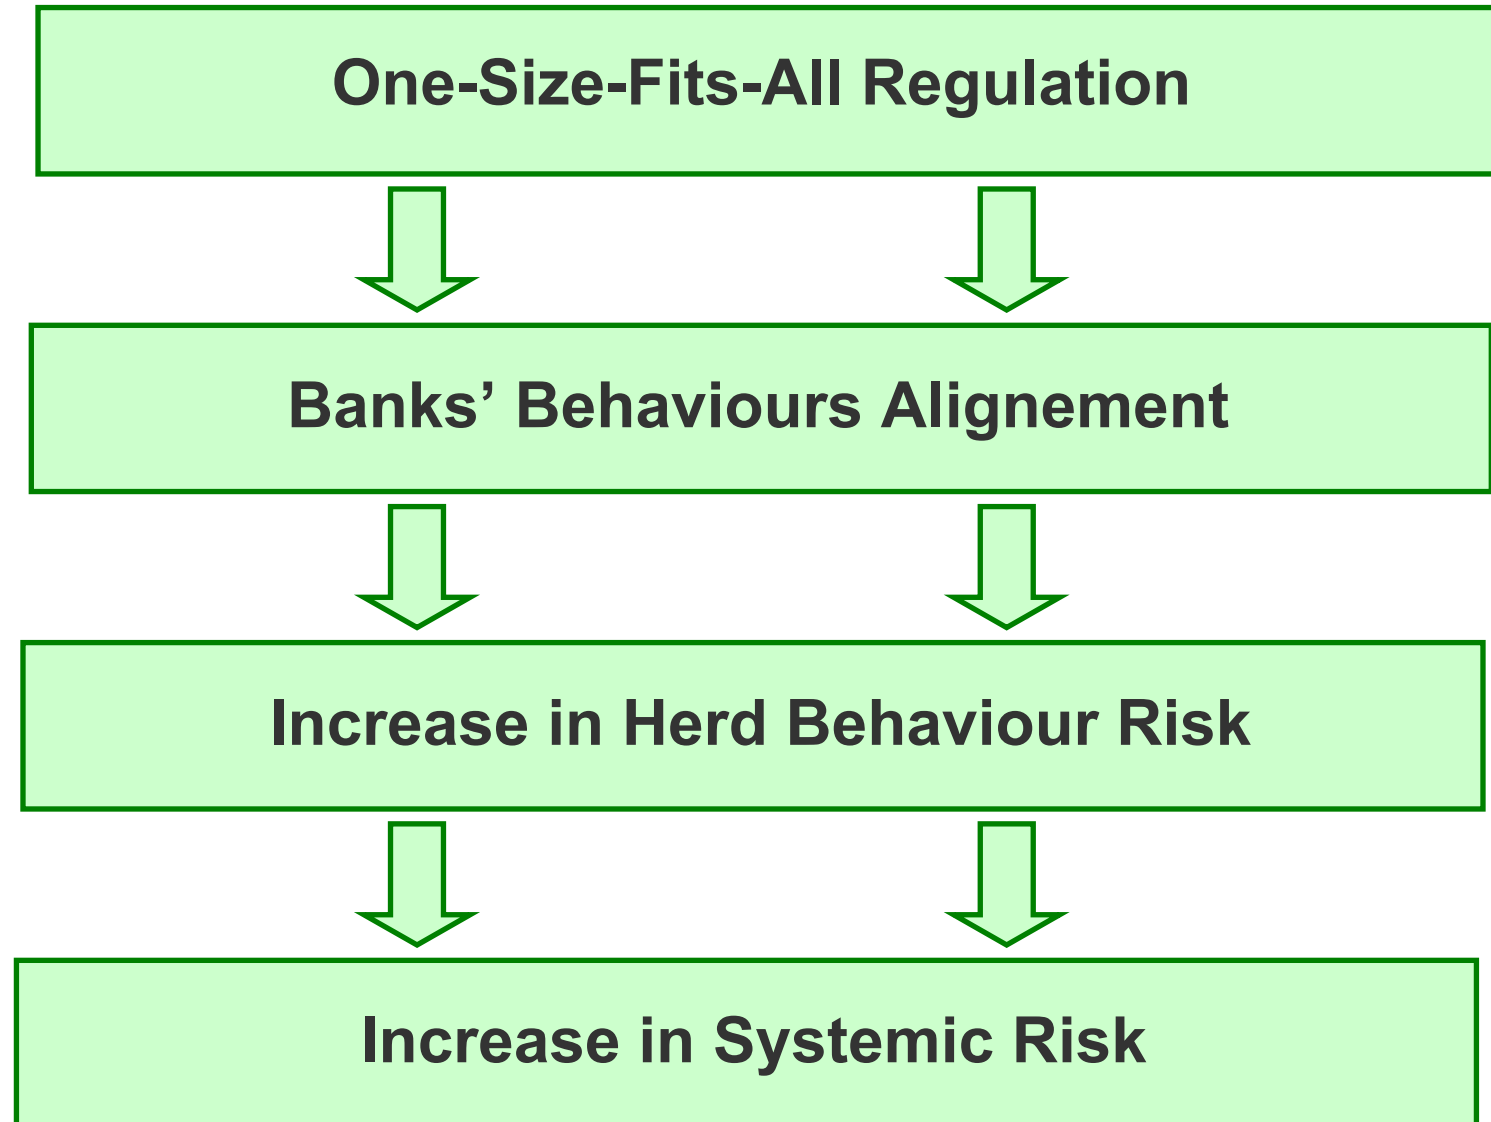 One-Size-Fits-All Regulation
Banks’ Behaviours Alignement
Increase in Herd Behaviour Risk
Increase in Systemic Risk